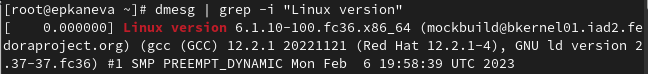 [root@epkaneva ~]# dmesg | grep -i "Linux version"
[    0.000000] Linux version 6.1.10-100.fc36.x86_64 (mockbuild@bkernel01.iad2.fe
doraproject.org) (gcc (GCC) 12.2.1 20221121 (Red Hat 12.2.1-4), GNU ld version 2
.37-37.fc36) #1 SMP PREEMPT_DYNAMIC Mon Feb  6 19:58:39 UTC 2023